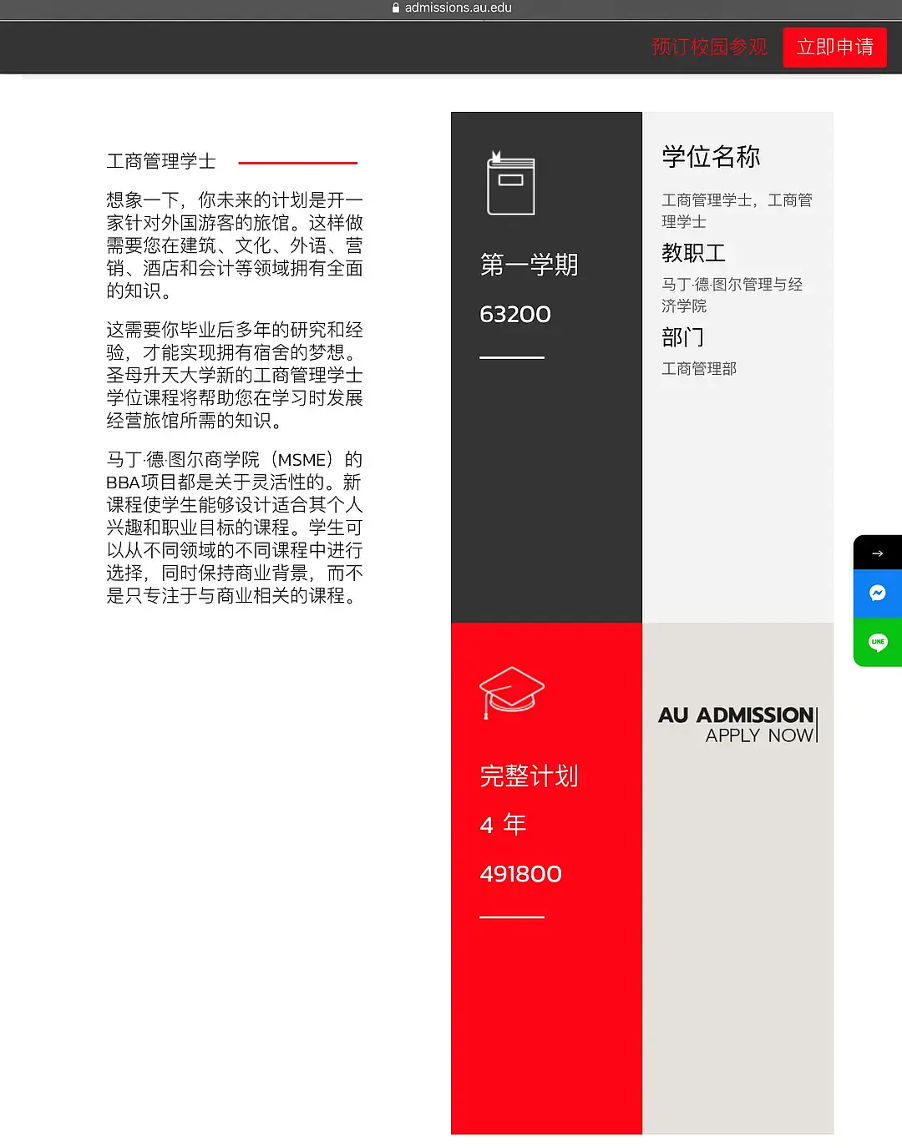 admissions.au.edu
预订校园参观
立即申请
工商管理学士
想象一下，你未来的计划是开一
家针对外国游客的旅馆。这样做
需要您在建筑、文化、外语、营
销、酒店和会计等领域拥有全面
的知识。
这需要你毕业后多年的研究和经
验，才能实现拥有宿舍的梦想。
圣母升天大学新的工商管理学士
学位课程将帮助您在学习时发展
经营旅馆所需的知识。
马丁·德·图尔商学院（MSME）的
BBA项目都是关于灵活性的。新
课程使学生能够设计适合其个人
兴趣和职业目标的课程。学生可
以从不同领域的不同课程中进行
选择，同时保持商业背景，而不
是只专注于与商业相关的课程。
第一学期
63200
学位名称
工商管理学士，工商管
理学士
教职工
马丁·德·图尔管理与经
济学院
部门
工商管理部
完整计划
4 年
491800
AU ADMISSION
APPLY NOW
LINE